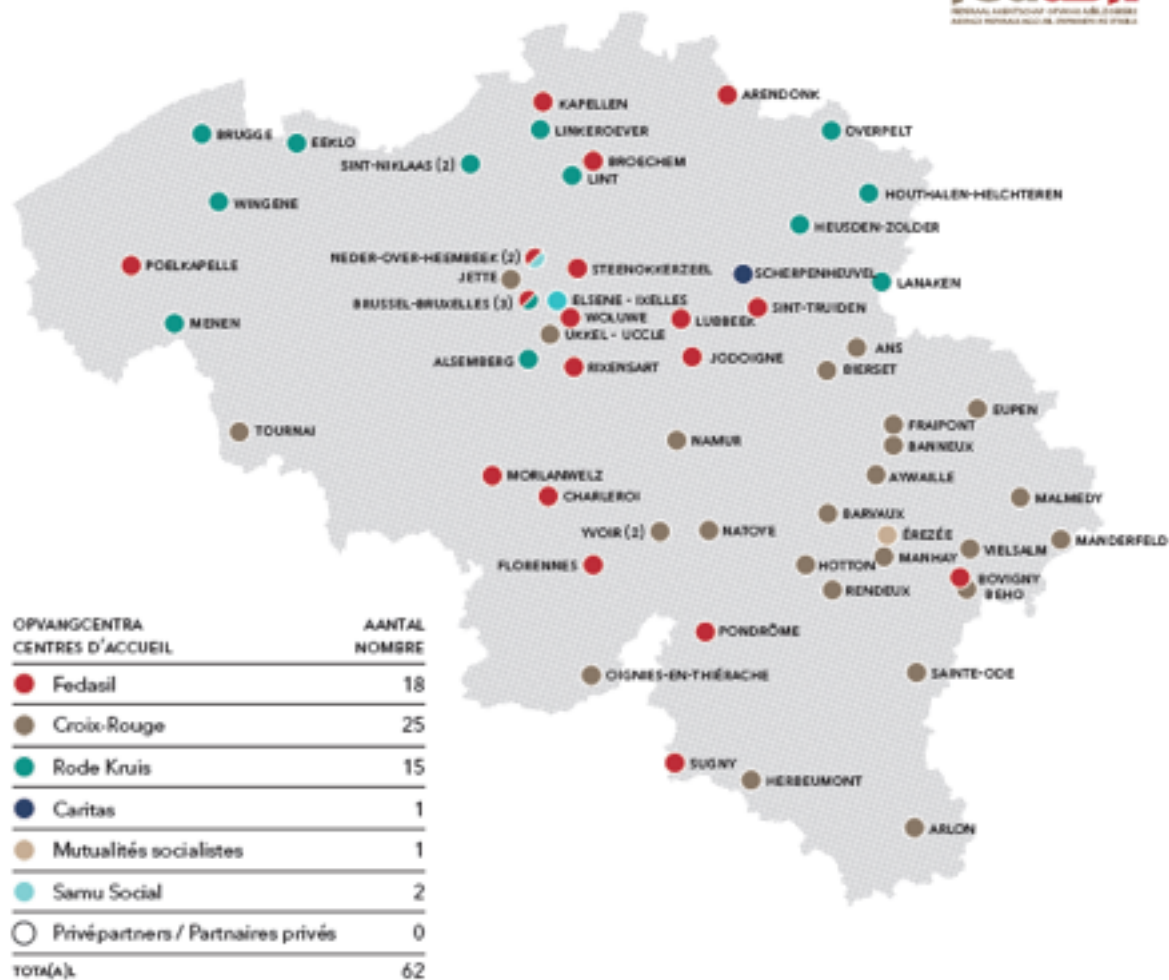 KAPELLEN
ARENDONK
LINKEROEVER
OVERPELT
BRUGGE
EEKLO
SINT-NIKLAAS (2)
BROECHEM
LINT
HOUTHALEN-HELCHTEREN
WINGENE
HEUSDEN-ZOLDER
NEDER-OVER-HEEMBEEK (2)
POELKAPELLE
STEENOKKERZEEL
SCHERPENHEUVEL
JETTE
LANAKEN
BRUSSEL-BRUXELLES (3)
ELSENE - IXELLES
SINT-TRUIDEN
WOLUWE
LUBBEEK
MENEN
UKKEL - UCCLE
ANS
ALSEMBERG
JODOIGNE
RIXENSART
BIERSET
EUPEN
FRAIPONT
TOURNAI
NAMUR
BANNEUX
MORLANWELZ
AYWAILLE
CHARLEROI
MALMEDY
BARVAUX
YVOIR (2)
NATOYE
ÉREZÉE
MANDERFELD
VIELSALM
MANHAY
FLORENNES
HOTTON
BOVIGNY
RENDEUX
BEHO
PONDRÔME
OIGNIES-EN-THIÉRACHE
SAINTE-ODE
SUGNY
HERBEUMONT
ARLON
OPVANGCENTRA AANTAL
CENTRES D'ACCUEIL NOMBRE
Fedasil 18
Croix-Rouge 25
Rode Kruis 15
Caritas 1
Mutualités socialistes 1
Samu Social 2
Privépartners / Partnaires privés 0
TOTA(A)L 62